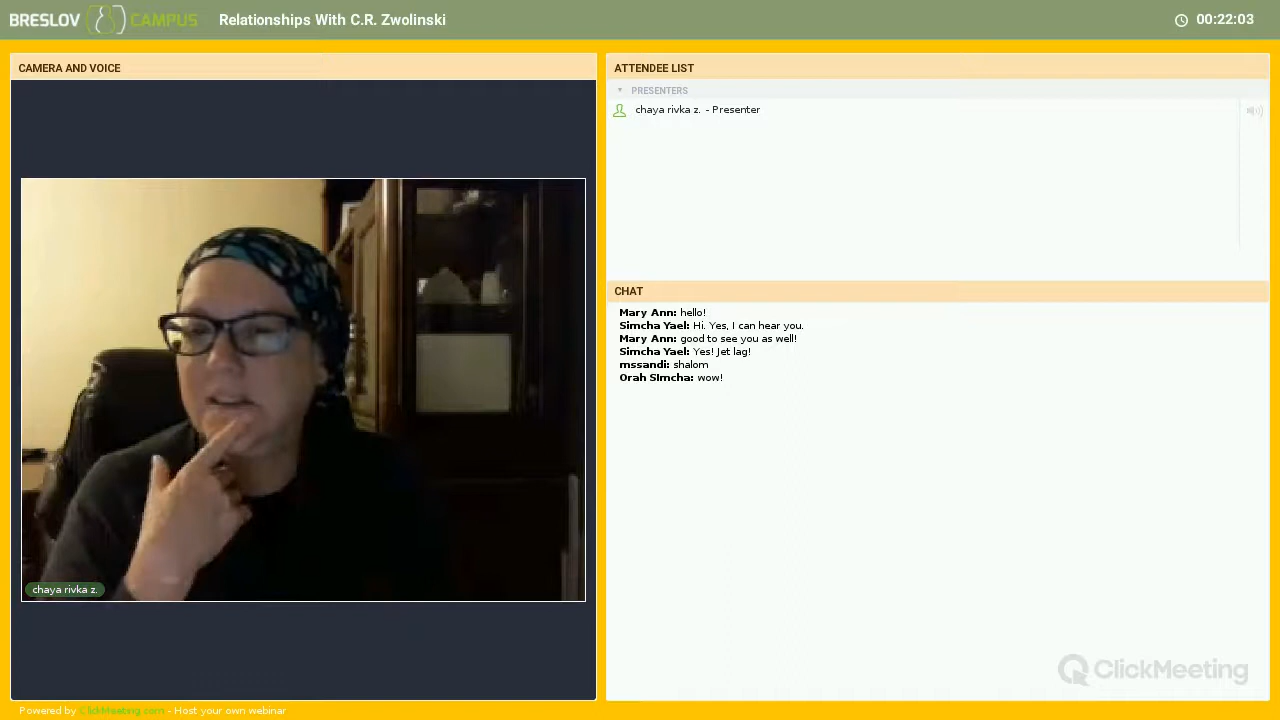 BRESLOV CAMPUS Relationships With C.R. Zwolinski 00:22:03
CAMERA AND VOICE
chaya rivka z.
ATTENDEE LIST
PRESENTERS
chaya rivka z. - Presenter
CHAT
Mary Ann: hello!
Simcha Yael: Hi. Yes, I can hear you.
Mary Ann: good to see you as well!
Simcha Yael: Yes! Jet lag!
mssandi: shalom
Orah SImcha: wow!
ClickMeeting
Powered by ClickMeeting.com - Host your own webinar